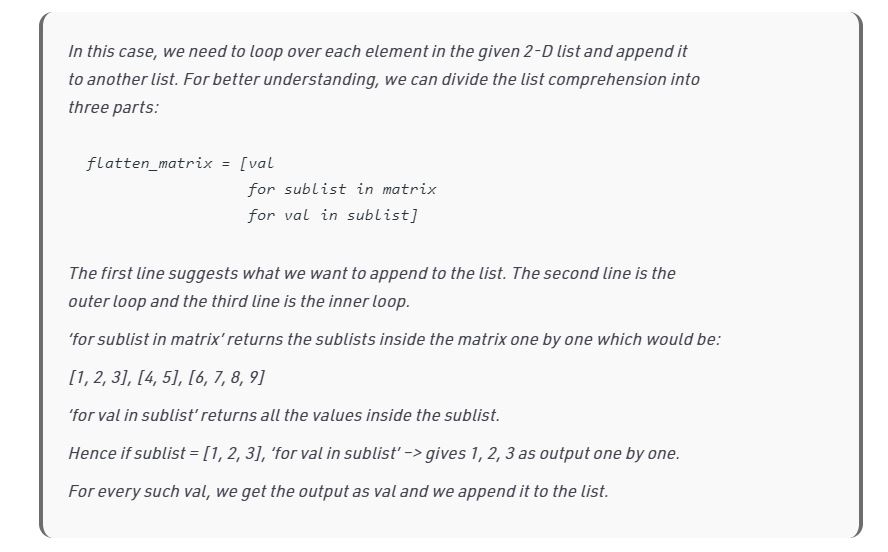 In this case, we need to loop over each element in the given 2-D list and append it
to another list. For better understanding, we can divide the list comprehension into
three parts:
flatten_matrix = [val
for sublist in matrix
for val in sublist]
The first line suggests what we want to append to the list. The second line is the
outer loop and the third line is the inner loop.
‘for sublist in matrix’ returns the sublists inside the matrix one by one which would be:
[1, 2, 3], [4, 5], [6, 7, 8, 9]
‘for val in sublist’ returns all the values inside the sublist.
Hence if sublist = [1, 2, 3], ‘for val in sublist’ –> gives 1, 2, 3 as output one by one.
For every such val, we get the output as val and we append it to the list.